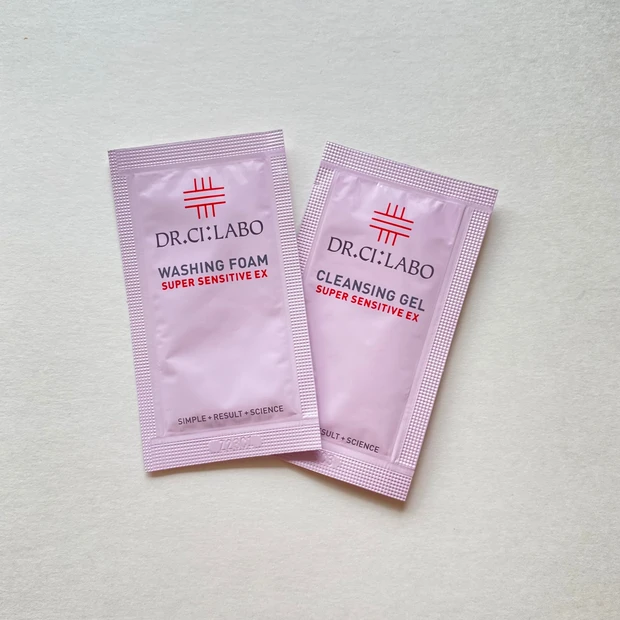 DR.CI:LABO
WASHING FOAM
SUPER SENSITIVE EX
SIMPLE + RESULT + SCIENCE
DR.CI:LABO
CLEANSING GEL
SUPER SENSITIVE EX
+ SCIENCE